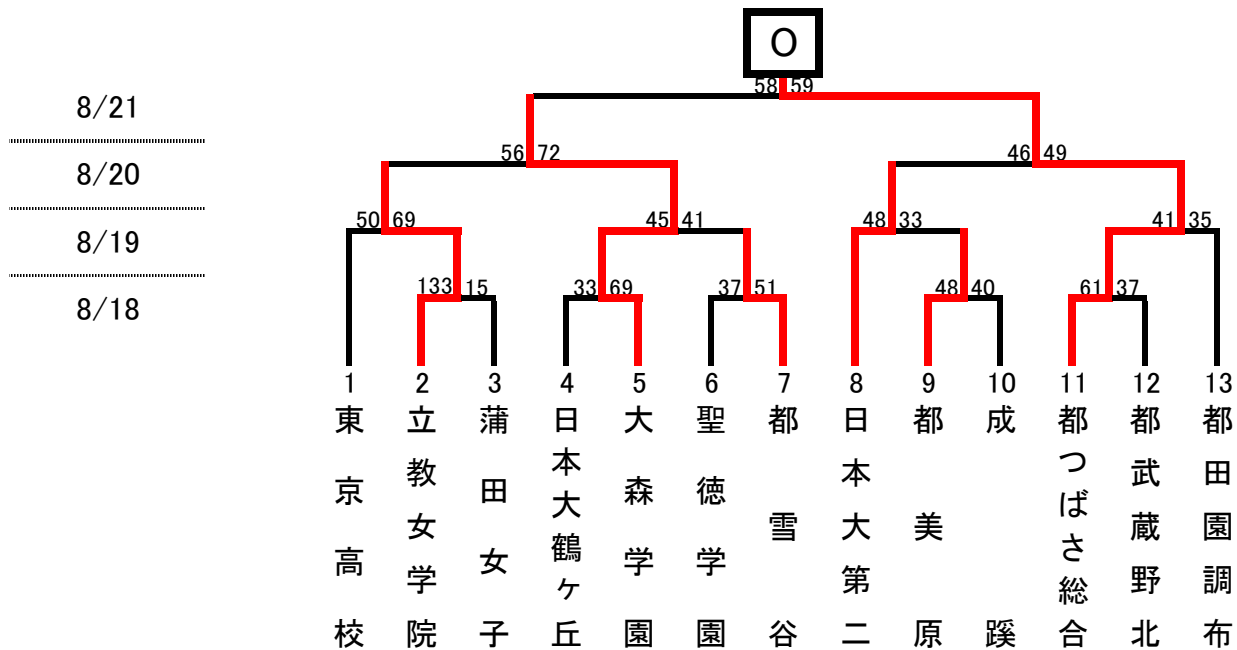 O
58 59
8/21
56 72
46 49
8/20
50 69
45 41
48 33
41 35
8/19
133 15
33 69
37 51
48 40
61 37
8/18
1 2 3 4 5 6 7 8 9 10 11 12 13
東京高校
立教女学院
蒲田女子
日本大鶴ヶ丘
大森学園
聖徳学園
都雪谷
日本大第二
都美原
成蹊
都つばさ総合
都武蔵野北
都田園調布